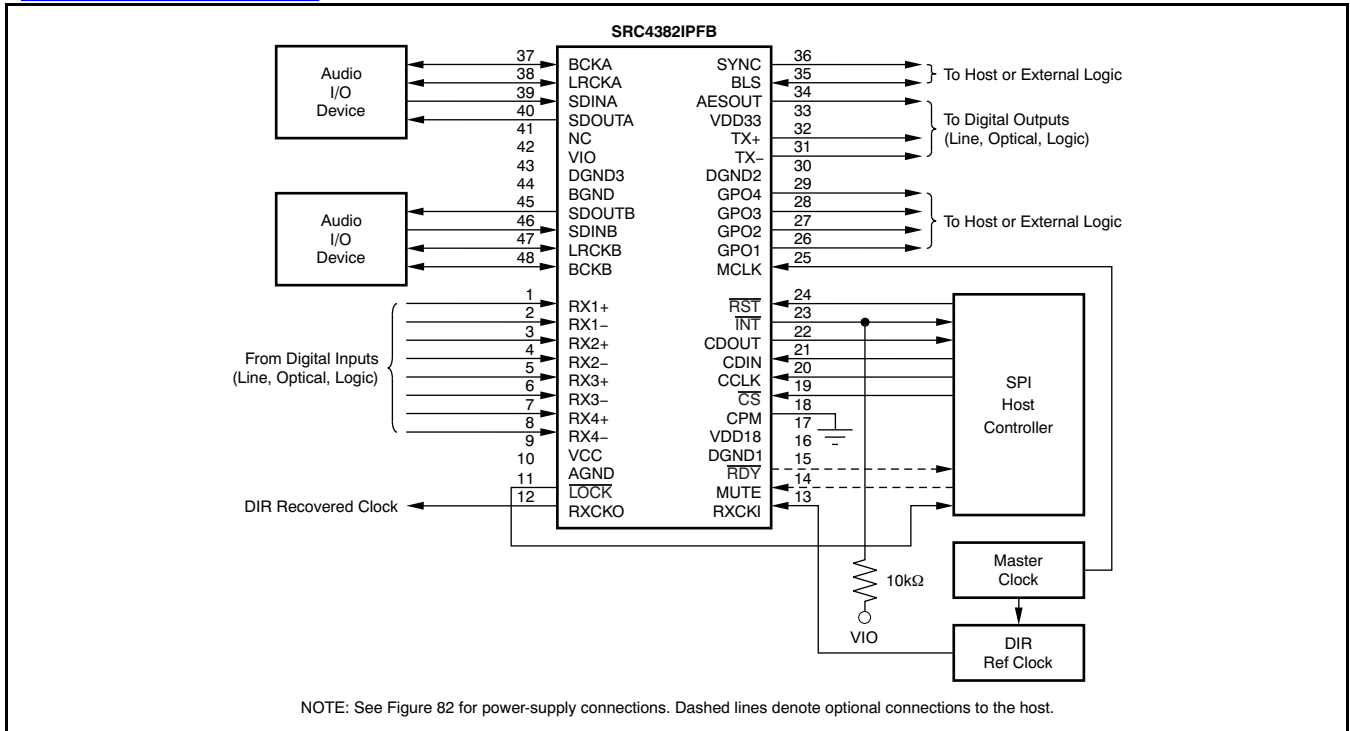 SRC4382IPFB
Audio
I/O
Device
37
38
39
40
41
42
43
44
45
46
47
48
BCKA
LRCKA
SDINA
SDOUTA
NC
VIO
DGND3
BGND
SDOUTB
SDINB
LRCKB
BCKB
Audio
I/O
Device
From Digital Inputs
(Line, Optical, Logic)
1
2
3
4
5
6
7
8
9
10
11
12
RX1+
RX1−
RX2+
RX2−
RX3+
RX3−
RX4+
RX4−
VCC
AGND
LOCK
RXCKO
DIR Recovered Clock
SYNC
BLS
AESOUT
VDD33
TX+
TX−
DGND2
GPO4
GPO3
GPO2
GPO1
MCLK
36
35
34
33
32
31
30
29
28
27
26
25
To Host or External Logic
To Digital Outputs
(Line, Optical, Logic)
To Host or External Logic
RST
INT
CDOUT
CDIN
CCLK
CS
CPM
VDD18
DGND1
RDY
MUTE
RXCKI
24
23
22
21
20
19
18
17
16
15
14
13
SPI
Host
Controller
Master
Clock
DIR
Ref Clock
10kΩ
VIO
NOTE: See Figure 82 for power-supply connections. Dashed lines denote optional connections to the host.